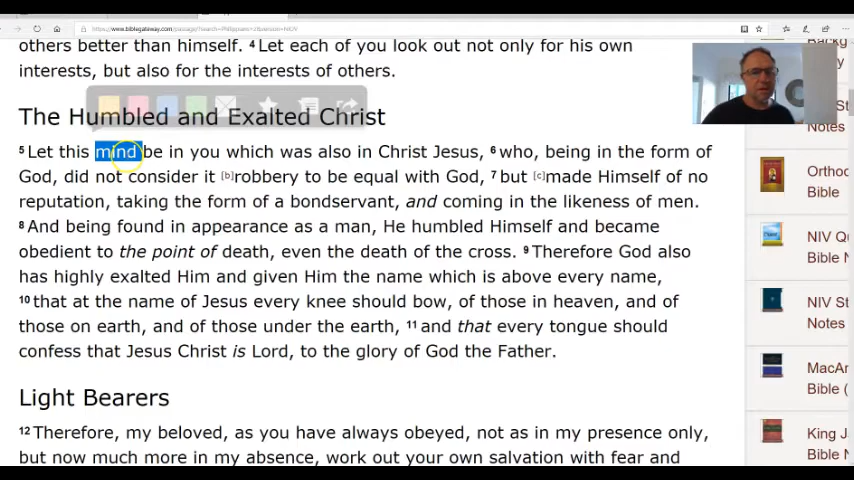 others better than himself. 4 Let each of you look out not only for his own
interests, but also for the interests of others.
The Humbled and Exalted Christ
5 Let this mind be in you which was also in Christ Jesus, 6 who, being in the form of
God, did not consider it [b]robbery to be equal with God, 7 but [c]made Himself of no
reputation, taking the form of a bondservant, and coming in the likeness of men.
8 And being found in appearance as a man, He humbled Himself and became
obedient to the point of death, even the death of the cross. 9 Therefore God also
has highly exalted Him and given Him the name which is above every name,
10 that at the name of Jesus every knee should bow, of those in heaven, and of
those on earth, and of those under the earth, 11 and that every tongue should
confess that Jesus Christ is Lord, to the glory of God the Father.
Light Bearers
12 Therefore, my beloved, as you have always obeyed, not as in my presence only,
but now much more in my absence, work out your own salvation with fear and
Notes
Orthod
Bible
NIV Qu
Bible N
NIV St
Notes
MacAr
Bible (
King J
Bible N